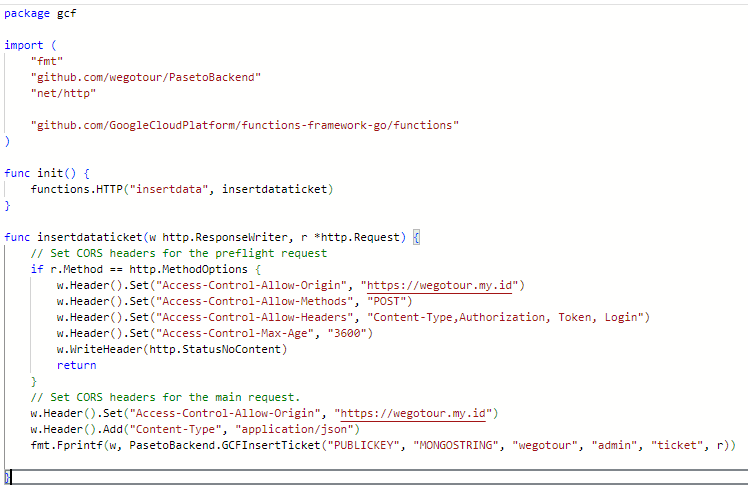 package gcf
import (
"fmt"
"github.com/wegotour/PasetoBackend"
"net/http"
"github.com/GoogleCloudPlatform/functions-framework-go/functions"
)
func init() {
functions.HTTP("insertdata", insertdataticket)
}
func insertdataticket(w http.ResponseWriter, r *http.Request) {
// Set CORS headers for the preflight request
if r.Method == http.MethodOptions {
w.Header().Set("Access-Control-Allow-Origin", "https://wegotour.my.id")
w.Header().Set("Access-Control-Allow-Methods", "POST")
w.Header().Set("Access-Control-Allow-Headers", "Content-Type,Authorization, Token, Login")
w.Header().Set("Access-Control-Max-Age", "3600")
w.WriteHeader(http.StatusNoContent)
return
}
// Set CORS headers for the main request.
w.Header().Set("Access-Control-Allow-Origin", "https://wegotour.my.id")
w.Header().Add("Content-Type", "application/json")
fmt.Fprintf(w, PasetoBackend.GCFInsertTicket("PUBLICKEY", "MONGOSTRING", "wegotour", "admin", "ticket", r))
}